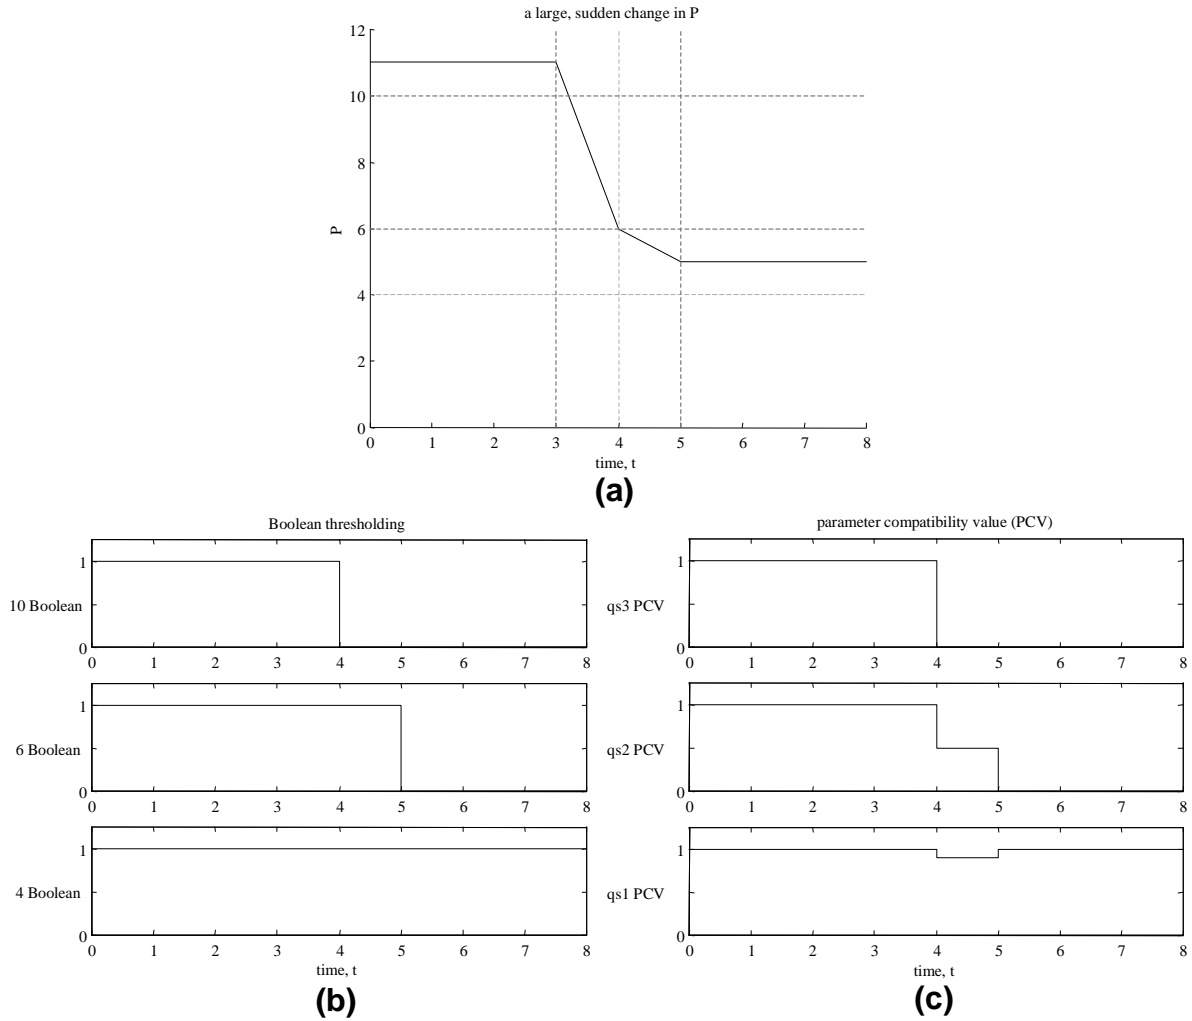 a large, sudden change in P
12
10
8
6
4
2
0
P
0 1 2 3 4 5 6 7 8
time, t
(a)
Boolean thresholding
1
10 Boolean
0
0 1 2 3 4 5 6 7 8
1
6 Boolean
0
0 1 2 3 4 5 6 7 8
1
4 Boolean
0
0 1 2 3 4 5 6 7 8
time, t
(b)
parameter compatibility value (PCV)
1
qs3 PCV
0
0 1 2 3 4 5 6 7 8
1
qs2 PCV
0
0 1 2 3 4 5 6 7 8
1
qs1 PCV
0
0 1 2 3 4 5 6 7 8
time, t
(c)